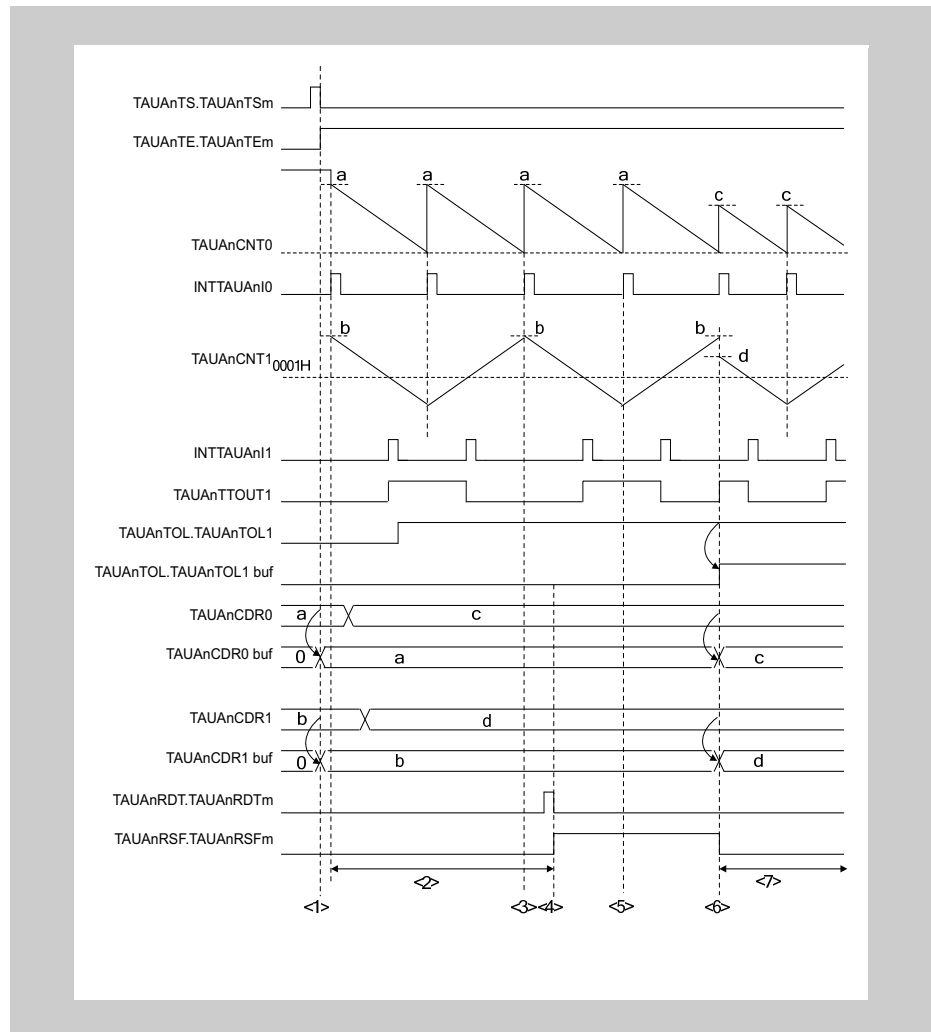 TAUAnTS.TAUAnTSm
TAUAnTE.TAUAnTEm
a a a a c c
TAUAnCNT0
INTTAUAnI0
b b b
d
TAUAnCNT1 0001H
INTTAUAnI1
TAUAnTTOUT1
TAUAnTOL.TAUAnTOL1
TAUAnTOL.TAUAnTOL1 buf
TAUAnCDR0 a c
TAUAnCDR0 buf 0 a c
TAUAnCDR1 b d
TAUAnCDR1 buf 0 b d
TAUAnRDT.TAUAnRDTm
TAUAnRSF.TAUAnRSFm
<2> <7>
<1> <3> <4> <5> <6>